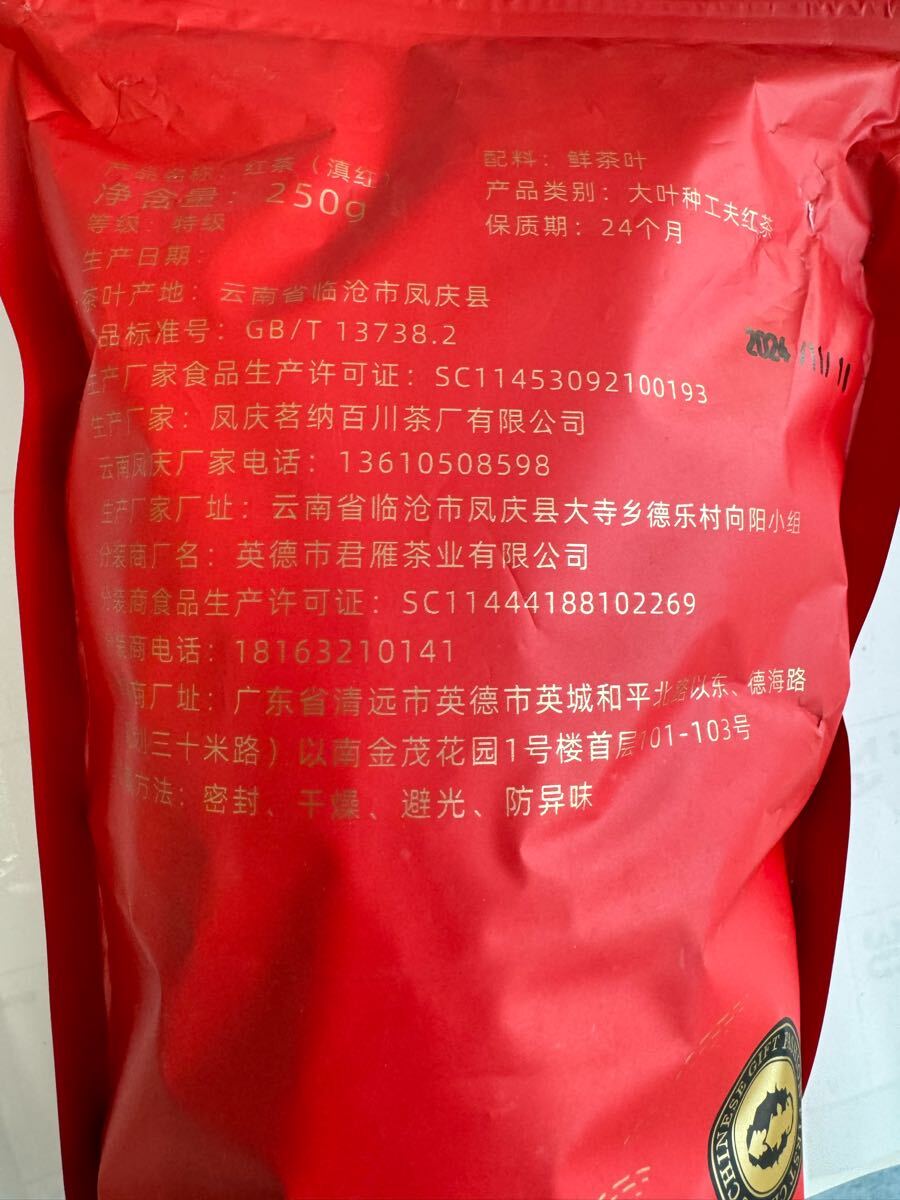 产品名称：红茶（滇红）
净含量：250g
等级：特级
配料：鲜茶叶
产品类别：大叶种工夫红茶
保质期：24个月
生产日期：
茶叶产地：云南省临沧市凤庆县
品标准号：GB/T 13738.2
2024
生产厂家食品生产许可证：SC11453092100193
生产厂家：凤庆茗纳百川茶厂有限公司
云南凤庆厂家电话：13610508598
生产厂家厂址：云南省临沧市凤庆县大寺乡德乐村向阳小组
分装商厂名：英德市君雁茶业有限公司
分装商食品生产许可证：SC11444188102269
装商电话：18163210141
商厂址：广东省清远市英德市英城和平北路以东、德海路
划三十米路）以南金茂花园1号楼首层101-103号
方法：密封、干燥、避光、防异味
CHINESE GIFT